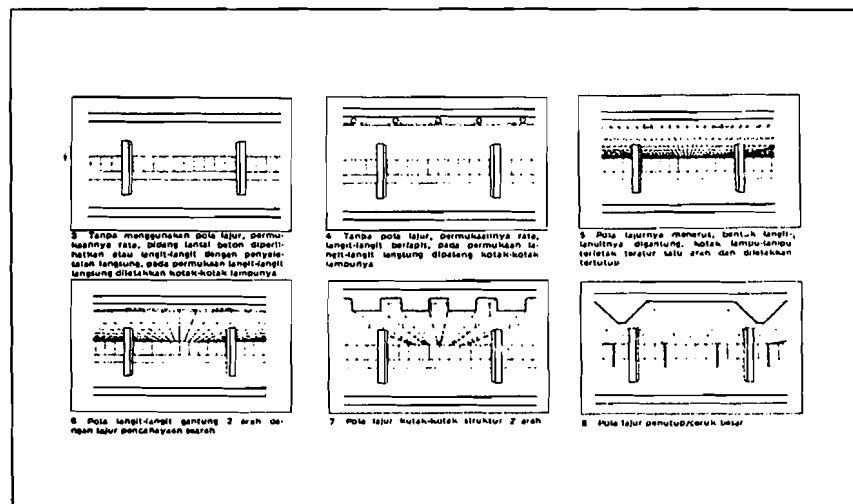 3 Tanpa menggunakan pola lajur, permu-
kaannya rata, bidang lantai beton diperli-
hatkan atau langit-langit dengan penyele-
saian langsung, pada permukaan langit-langit
langsung diletakkan kotak-kotak lampunya
4 Tanpa pola lajur, permukaannya rata,
langit-langit berlapis, pada permukaan la-
ngit-langit langsung dipasang kotak-kotak
lampunya
5 Pola lajurnya menerus, bentuk langit-
langitnya digantung, kotak lampu-lampu
terletak teratur satu arah dan diletakkan
tertutup
6 Pola langit-langit gantung 2 arah de-
ngan lajur pencahayaan searah
7 Pola lajur kotak-kotak struktur 2 arah
8 Pola lajur penutup/ceruk besar